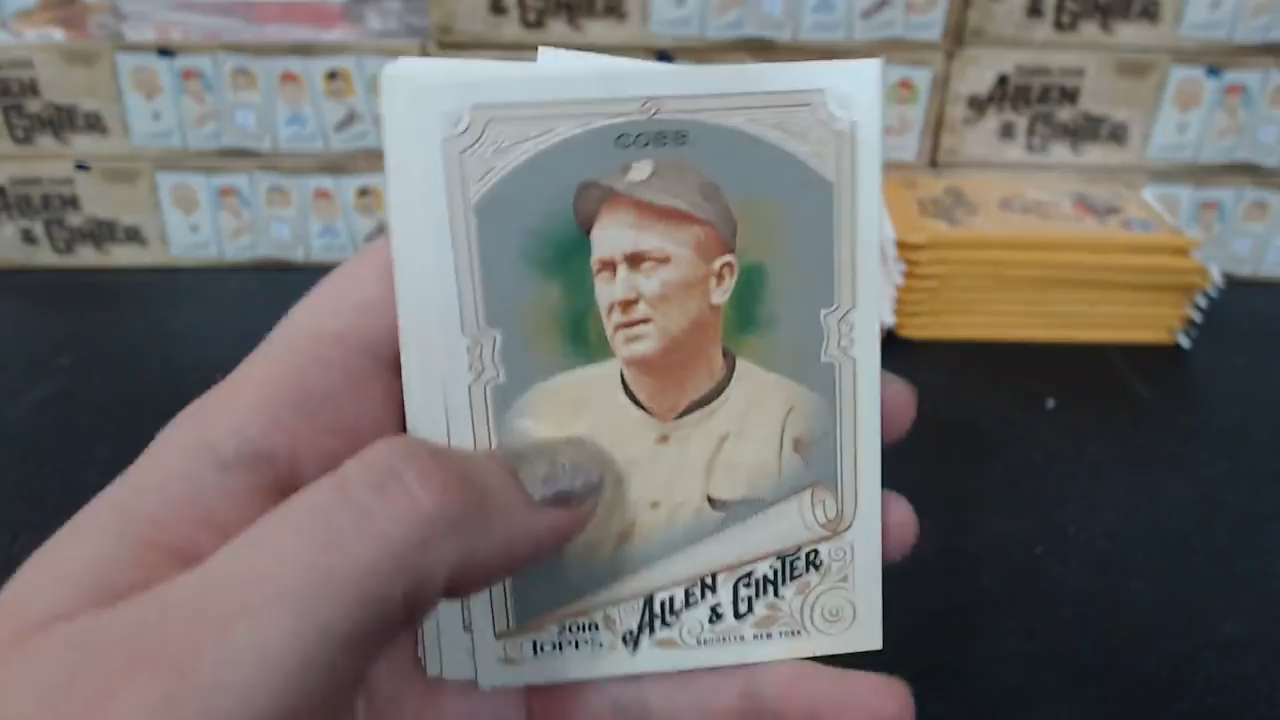 ALLEN
& GINTER
ALLEN
& GINTER
ALLEN
& GINTER
COBB
2018
TOPPS
ALLEN
& GINTER
BROOKLYN, NEW YORK